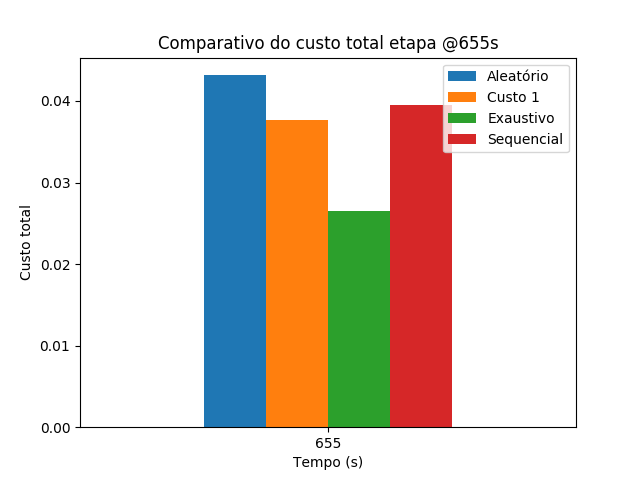 Comparativo do custo total etapa @655s
Aleatório
Custo 1
Exaustivo
Sequencial
0.04
0.03
0.02
0.01
0.00
Custo total
655
Tempo (s)